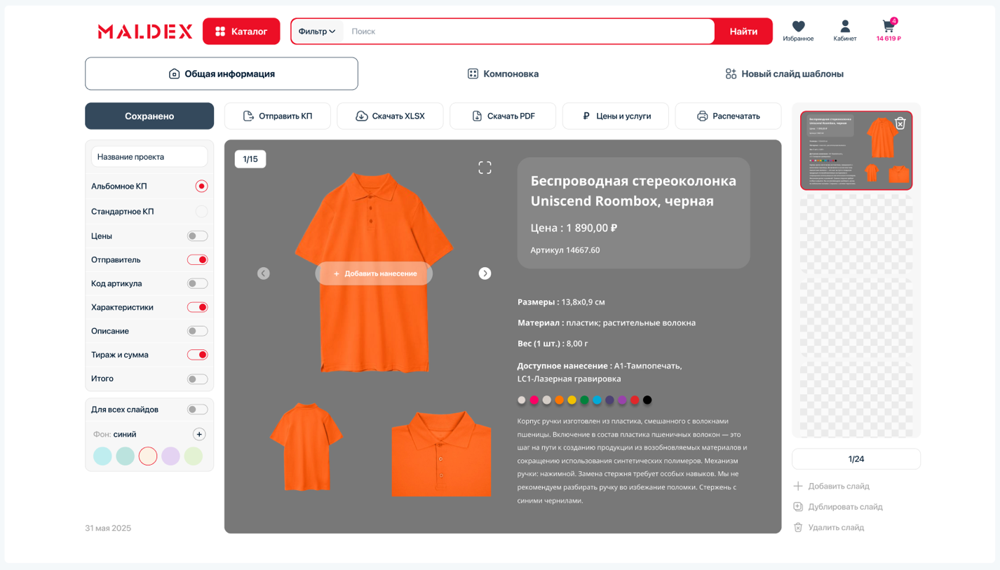 MALDEX
Каталог
Фильтр
Поиск
Найти
Избранное
Кабинет
4
14 619 ₽
Общая информация
Компоновка
Новый слайд шаблоны
Сохранено
Отправить КП
Скачать XLSX
Скачать PDF
₽ Цены и услуги
Распечатать
Название проекта
Альбомное КП
Стандартное КП
Цены
Отправитель
Код артикула
Характеристики
Описание
Тираж и сумма
Итого
Для всех слайдов
Фон: синий
31 мая 2025
1/15
+ Добавить нанесение
Беспроводная стереоколонка
Uniscend Roombox, черная
Цена : 1 890,00 ₽
Артикул 14667.60
Размеры : 13,8x0,9 см
Материал : пластик; растительные волокна
Вес (1 шт.) : 8,00 г
Доступное нанесение : A1-Тампопечать,
LC1-Лазерная гравировка
Корпус ручки изготовлен из пластика, смешанного с волокнами
пшеницы. Включение в состав пластика пшеничных волокон — это
шаг на пути к созданию продукции из возобновляемых материалов и
сокращению использования синтетических полимеров. Механизм
ручки: нажимной. Замена стержня требует особых навыков. Мы не
рекомендуем разбирать ручку во избежание поломки. Стержень с
синими чернилами.
Беспроводная стереоколонка
Uniscend Roombox, черная
1/24
Добавить слайд
Дублировать слайд
Удалить слайд